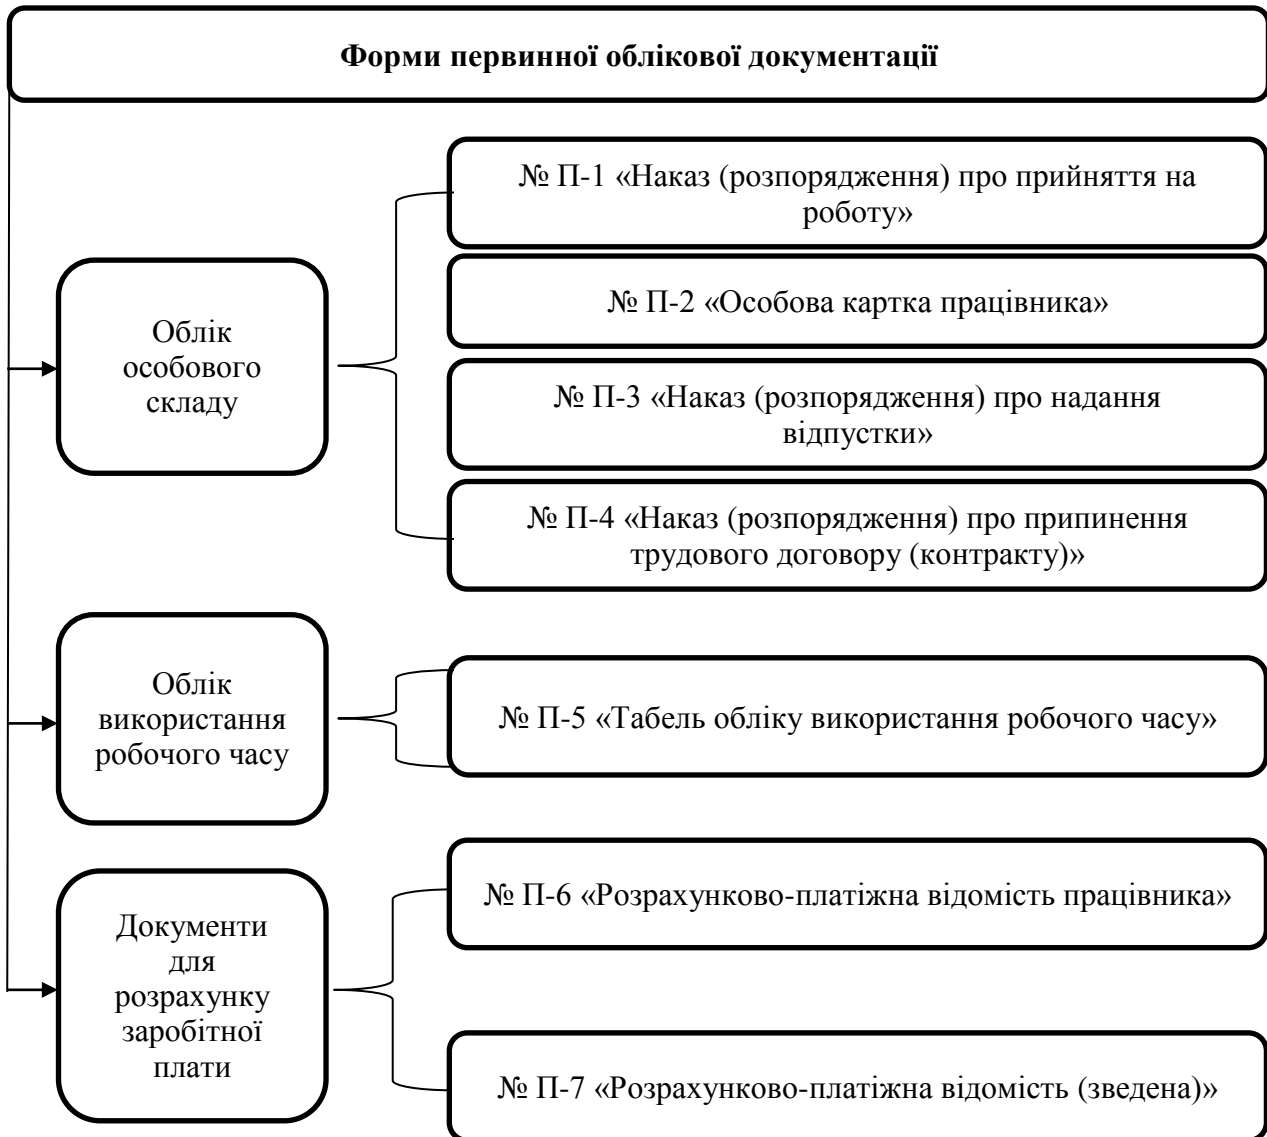 Форми первинної облікової документації
Облік
особового
складу
№ П-1 «Наказ (розпорядження) про прийняття на
роботу»
№ П-2 «Особова картка працівника»
№ П-3 «Наказ (розпорядження) про надання
відпустки»
№ П-4 «Наказ (розпорядження) про припинення
трудового договору (контракту)»
Облік
використання
робочого часу
№ П-5 «Табель обліку використання робочого часу»
Документи
для
розрахунку
заробітної
плати
№ П-6 «Розрахунково-платіжна відомість працівника»
№ П-7 «Розрахунково-платіжна відомість (зведена)»